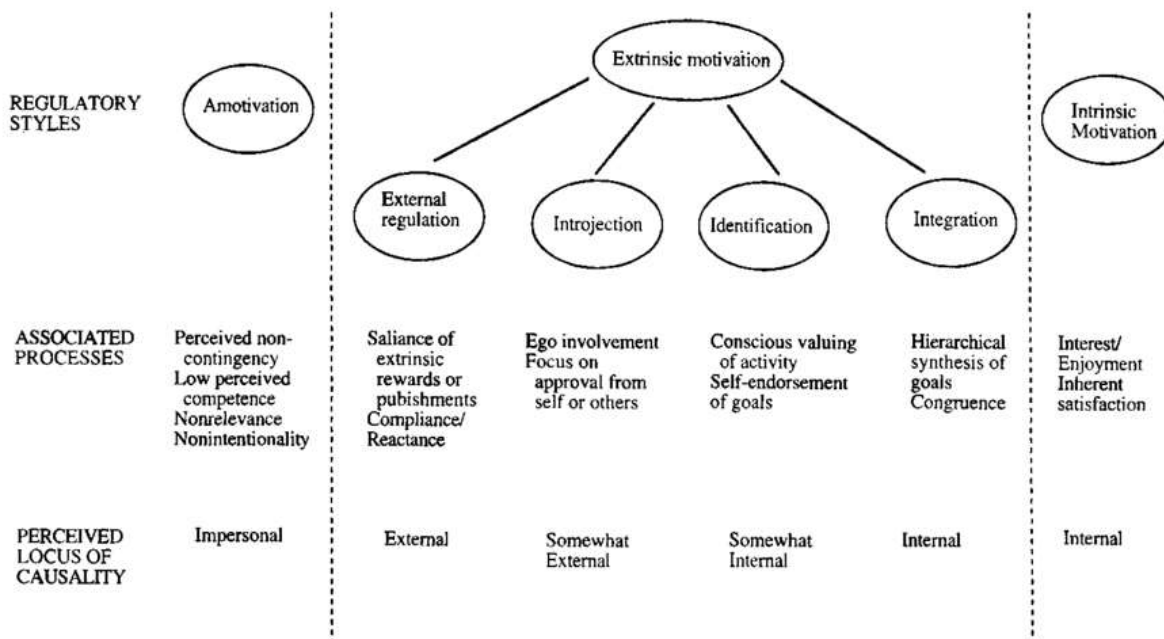 Extrinsic motivation
REGULATORY
STYLES
Amotivation
Intrinsic
Motivation
External
regulation
Introjection
Identification
Integration
ASSOCIATED
PROCESSES
Perceived non-
contingency
Low perceived
competence
Nonrelevance
Nonintentionality
Saliance of
extrinsic
rewards or
pubishments
Compliance/
Reactance
Ego involvement
Focus on
approval from
self or others
Conscious valuing
of activity
Self-endorsement
of goals
Hierarchical
synthesis of
goals
Congruence
Interest/
Enjoyment
Inherent
satisfaction
PERCEIVED
LOCUS OF
CAUSALITY
Impersonal
External
Somewhat
External
Somewhat
Internal
Internal
Internal